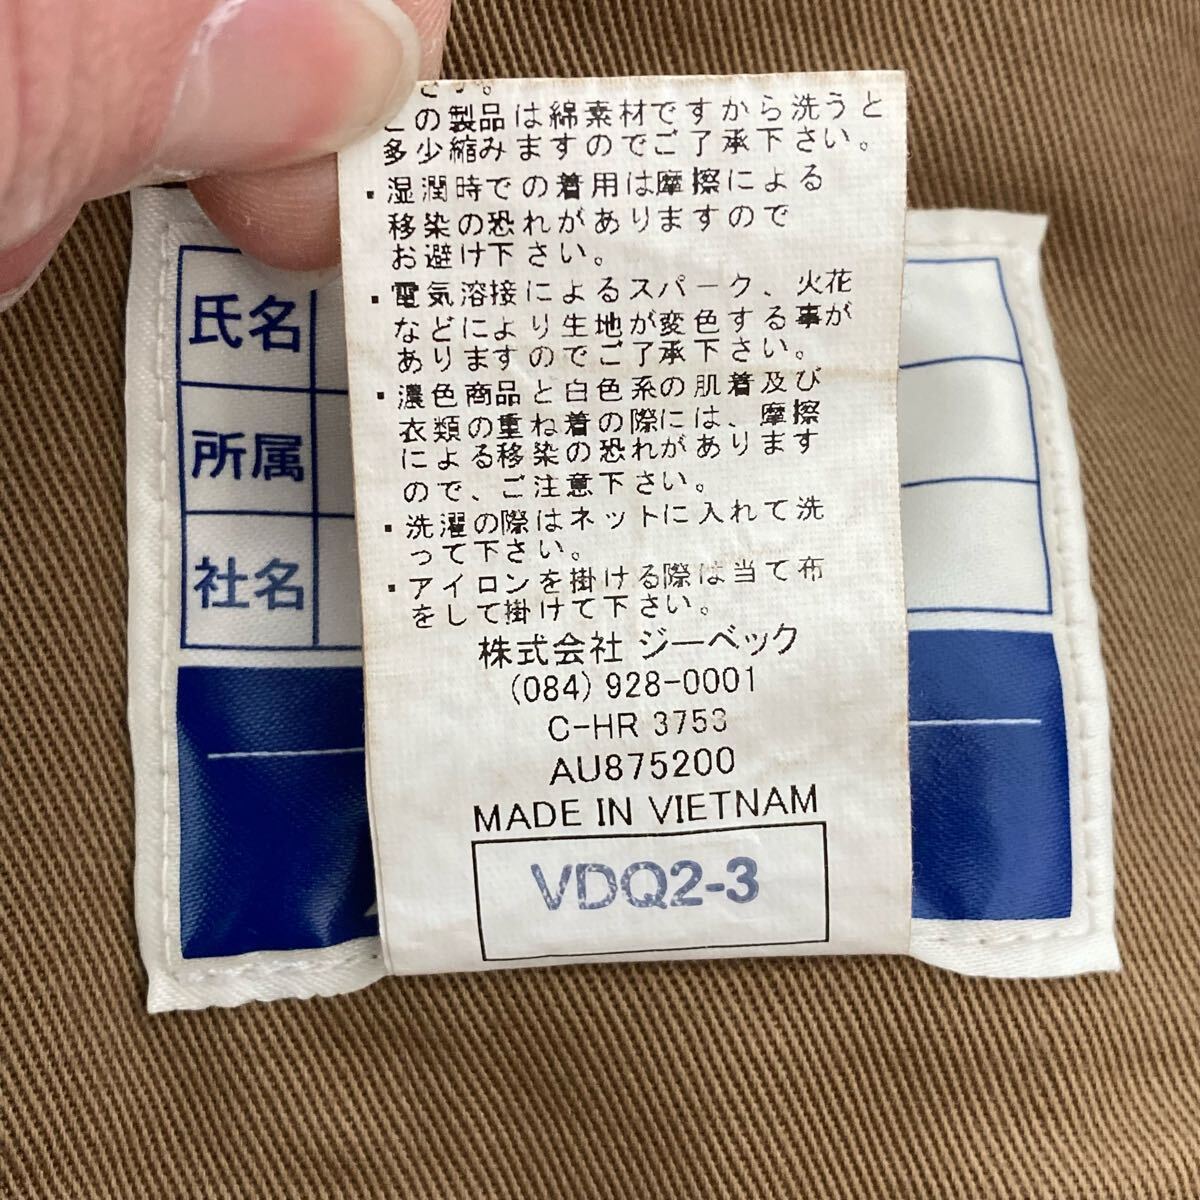 さい。
この製品は綿素材ですから洗うと
多少縮みますのでご了承下さい。
・湿潤時での着用は摩擦による
移染の恐れがありますので
お避け下さい。
・電気溶接によるスパーク、火花
などにより生地が変色する事が
ありますのでご了承下さい。
・濃色商品と白色系の肌着及び
衣類の重ね着の際には、摩擦
による移染の恐れがあります
ので、ご注意下さい。
・洗濯の際はネットに入れて洗
って下さい。
・アイロンを掛ける際は当て布
をして掛けて下さい。
株式会社 ジーベック
(084) 928-0001
C-HR 3753
AU875200
MADE IN VIETNAM
VDQ2-3
氏名
所属
社名